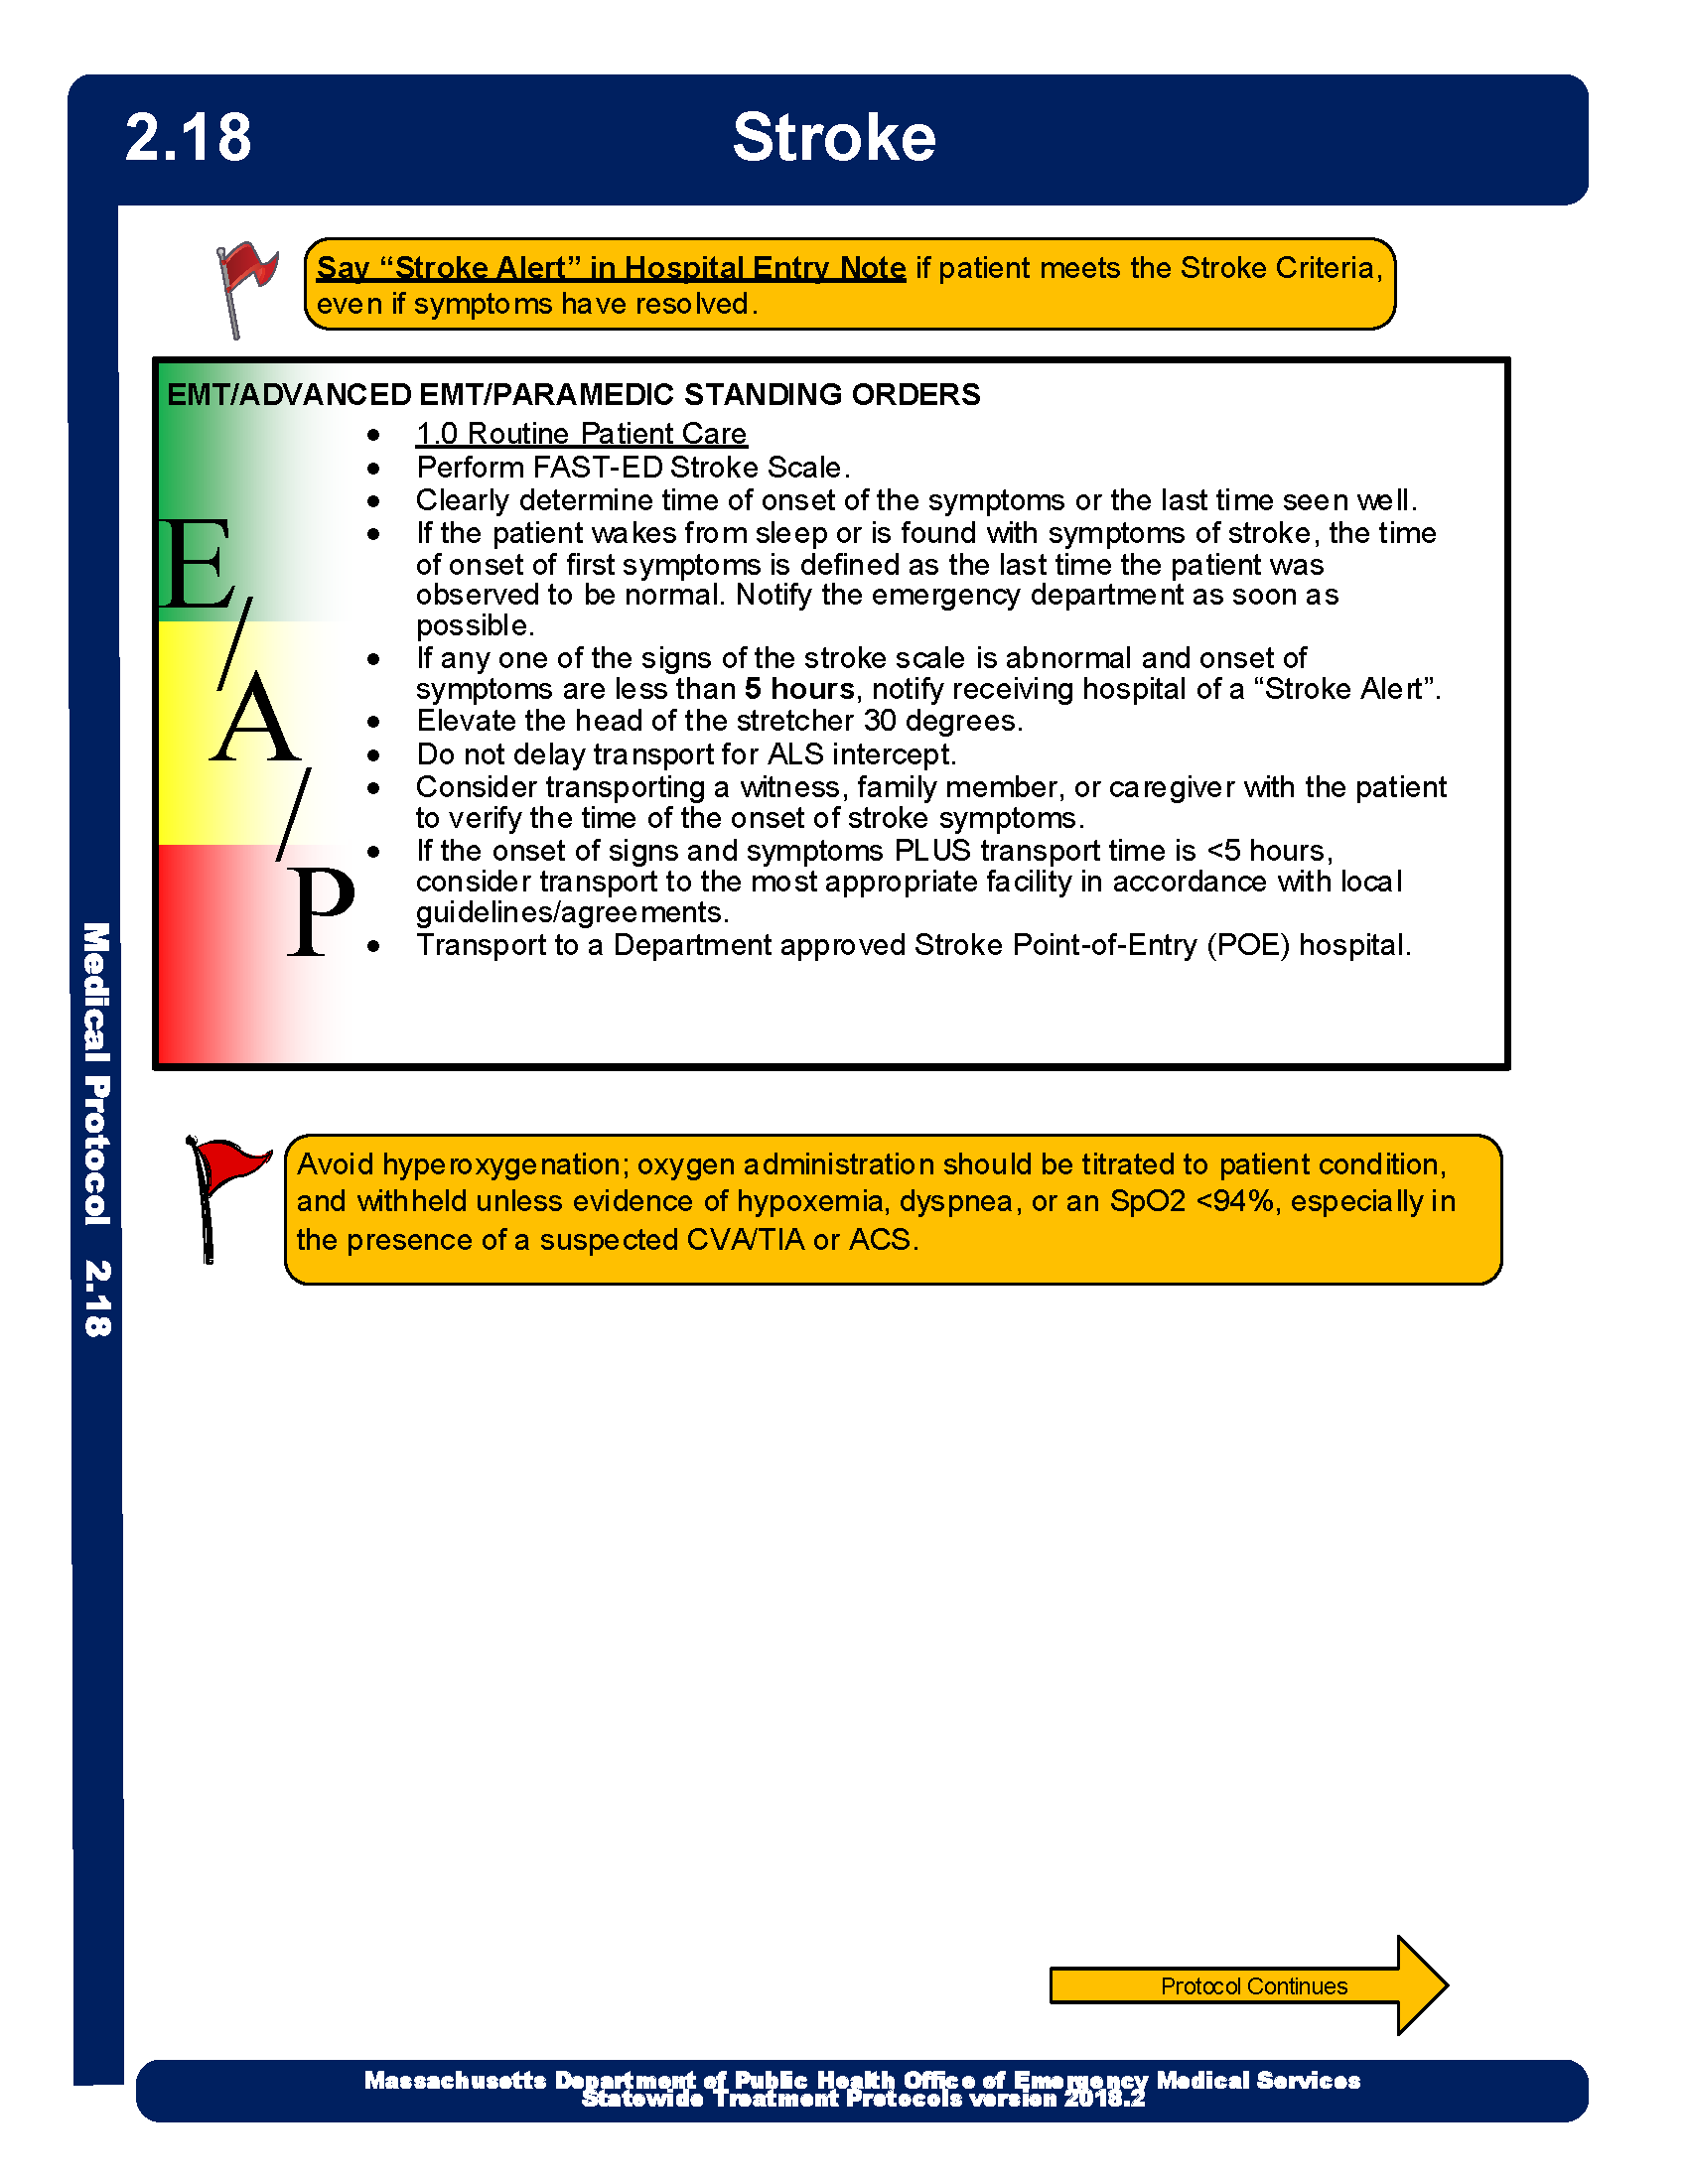 2.18 Stroke
Say “Stroke Alert” in Hospital Entry Note if patient meets the Stroke Criteria,
even if symptoms have resolved.
EMT/ADVANCED EMT/PARAMEDIC STANDING ORDERS
• 1.0 Routine Patient Care
• Perform FAST-ED Stroke Scale.
• Clearly determine time of onset of the symptoms or the last time seen well.
• If the patient wakes from sleep or is found with symptoms of stroke, the time
of onset of first symptoms is defined as the last time the patient was
observed to be normal. Notify the emergency department as soon as
possible.
• If any one of the signs of the stroke scale is abnormal and onset of
symptoms are less than 5 hours, notify receiving hospital of a “Stroke Alert”.
• Elevate the head of the stretcher 30 degrees.
• Do not delay transport for ALS intercept.
• Consider transporting a witness, family member, or caregiver with the patient
to verify the time of the onset of stroke symptoms.
• If the onset of signs and symptoms PLUS transport time is <5 hours,
consider transport to the most appropriate facility in accordance with local
guidelines/agreements.
• Transport to a Department approved Stroke Point-of-Entry (POE) hospital.
E/
A/
P
Avoid hyperoxygenation; oxygen administration should be titrated to patient condition,
and withheld unless evidence of hypoxemia, dyspnea, or an SpO2 <94%, especially in
the presence of a suspected CVA/TIA or ACS.
Medical Protocol 2.18
Protocol Continues
Massachusetts Department of Public Health Office of Emergency Medical Services
Statewide Treatment Protocols version 2018.2